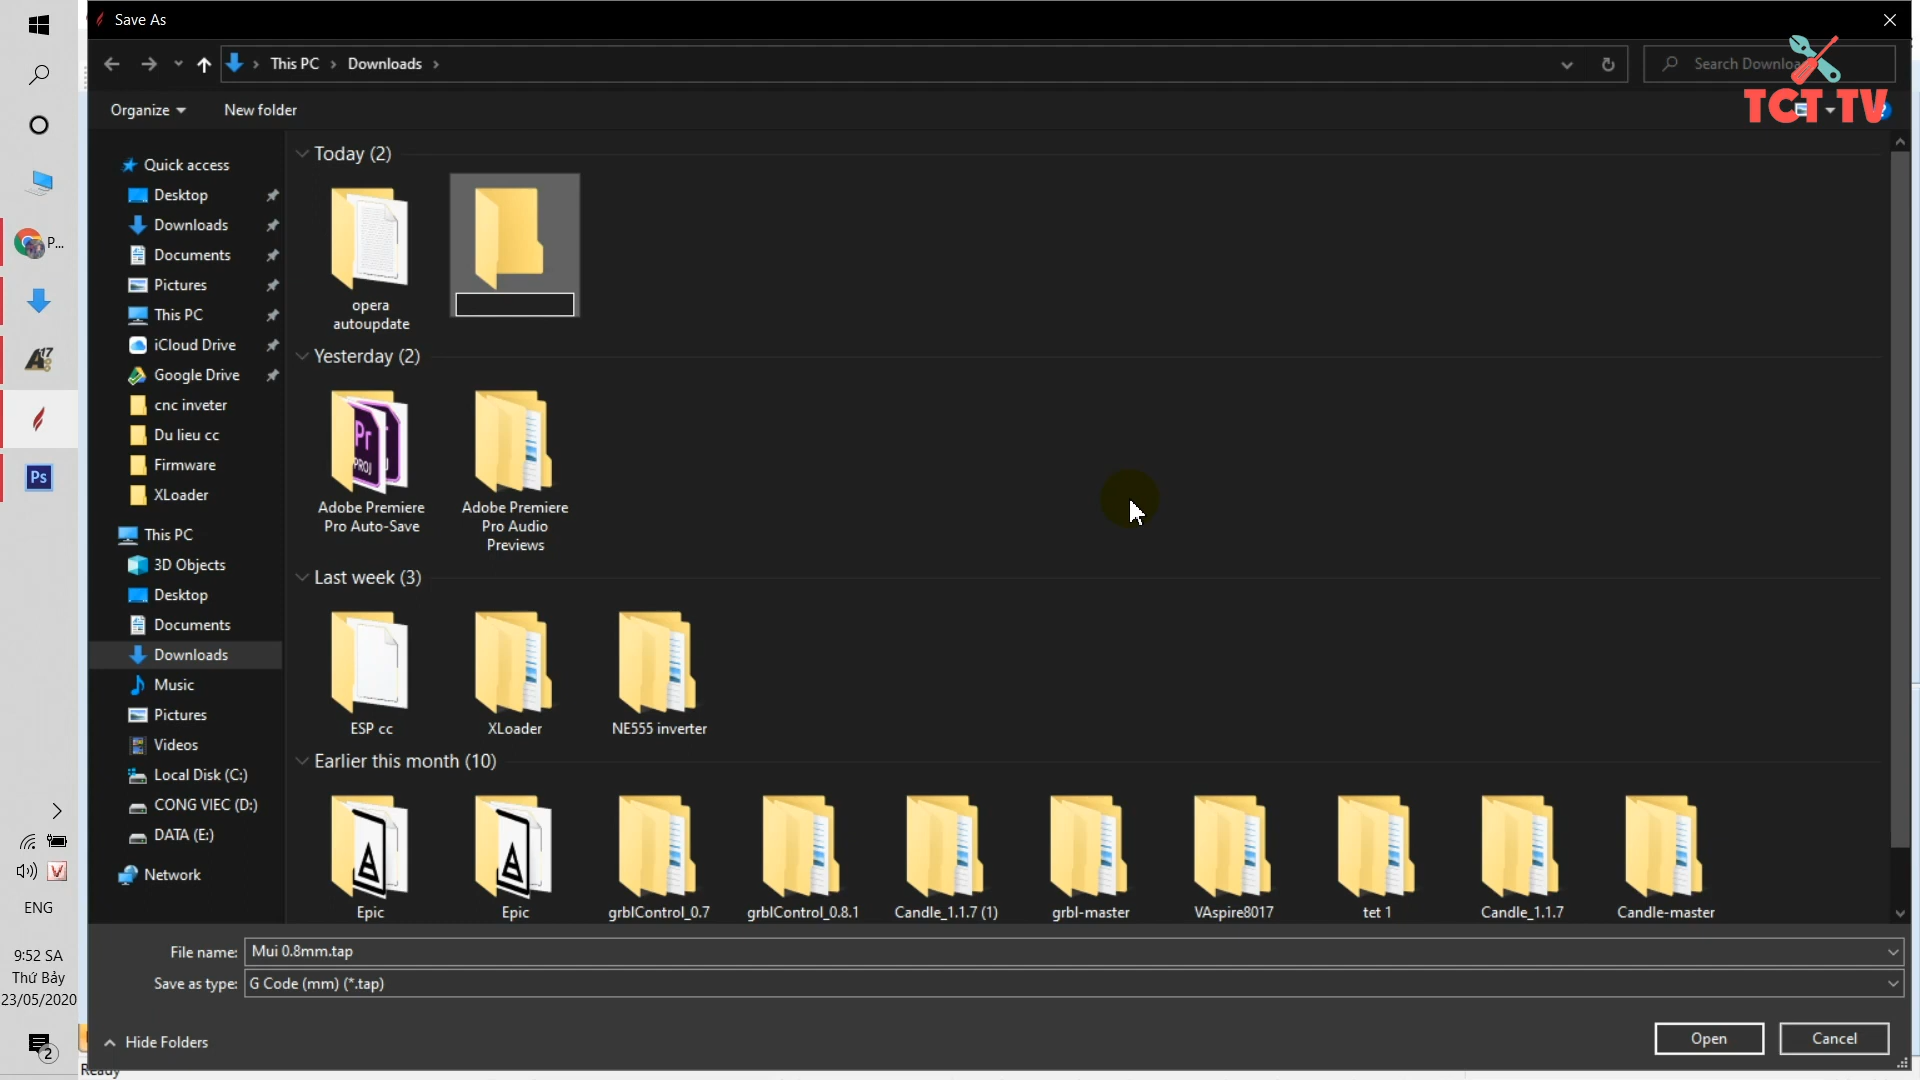 Save As
This PC
Downloads
Search Downloa
TCT TV
Organize
New folder
Quick access
Desktop
Downloads
Documents
Pictures
This PC
iCloud Drive
Google Drive
cnc inveter
Du lieu cc
Firmware
XLoader
This PC
3D Objects
Desktop
Documents
Downloads
Music
Pictures
Videos
Local Disk (C:)
CONG VIEC (D:)
DATA (E:)
Network
Today (2)
opera
autoupdate
Yesterday (2)
Adobe Premiere
Pro Auto-Save
Adobe Premiere
Pro Audio
Previews
Last week (3)
ESP cc
XLoader
NE555 inverter
Earlier this month (10)
Epic
Epic
grblControl_0.7
grblControl_0.8.1
Candle_1.1.7 (1)
grbl-master
VAspire8017
tet 1
Candle_1.1.7
Candle-master
File name:
Mui 0.8mm.tap
Save as type:
G Code (mm) (*.tap)
Hide Folders
Open
Cancel
Ready
P...
Ps
ENG
9:52 SA
Thứ Bảy
23/05/2020
2